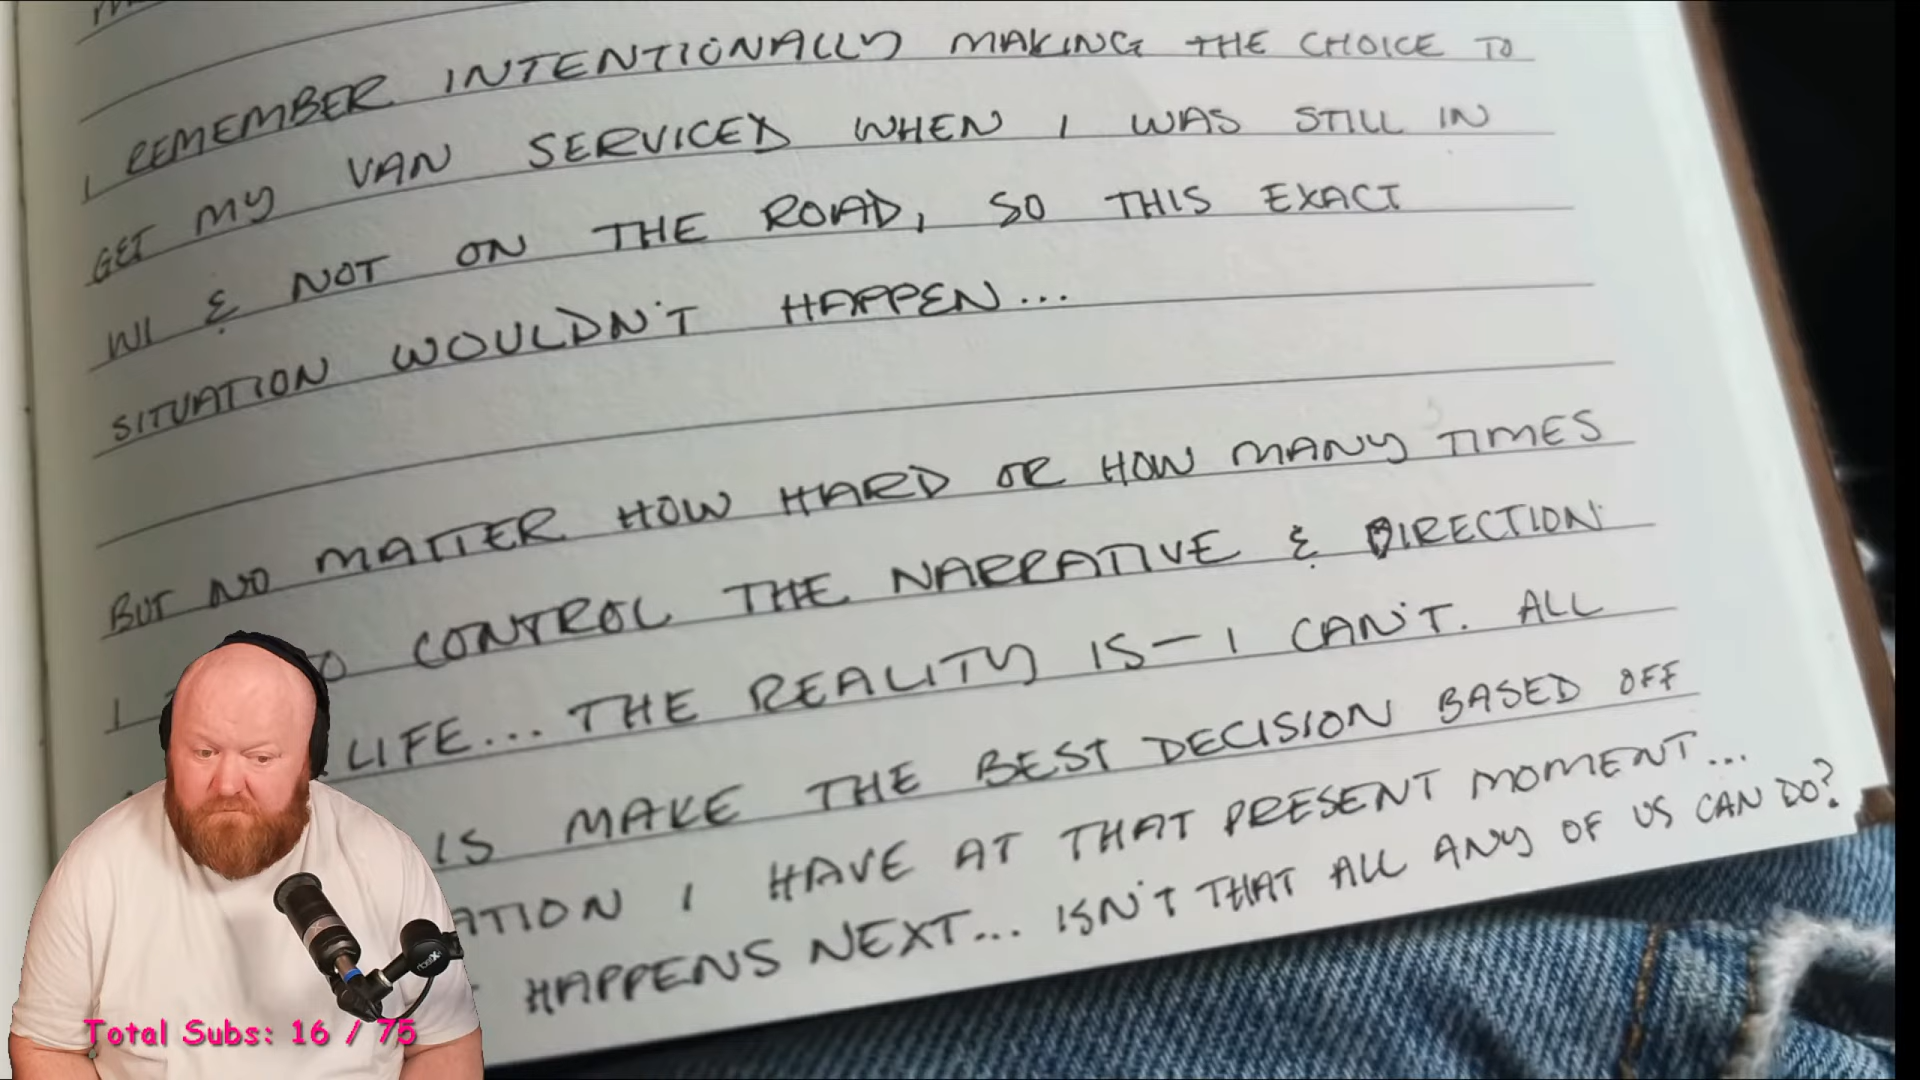 I REMEMBER INTENTIONALLY MAKING THE CHOICE TO
GET MY VAN SERVICED WHEN I WAS STILL IN
WI & NOT ON THE ROAD, SO THIS EXACT
SITUATION WOULDN'T HAPPEN...
BUT NO MATTER HOW HARD OR HOW MANY TIMES
I CONTROL THE NARRATIVE & DIRECTION
LIFE... THE REALITY IS — I CAN'T. ALL
IS MAKE THE BEST DECISION BASED OFF
ATION I HAVE AT THAT PRESENT MOMENT...
HAPPENS NEXT... ISN'T THAT ALL ANY OF US CAN DO?
Total Subs: 16 / 75